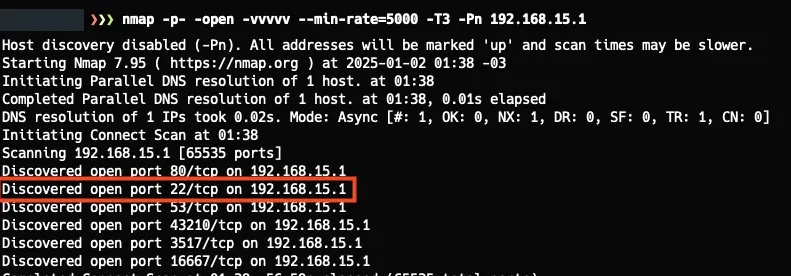 ❯❯❯ nmap -p- -open -vvvvv --min-rate=5000 -T3 -Pn 192.168.15.1
Host discovery disabled (-Pn). All addresses will be marked 'up' and scan times may be slower.
Starting Nmap 7.95 ( https://nmap.org ) at 2025-01-02 01:38 -03
Initiating Parallel DNS resolution of 1 host. at 01:38
Completed Parallel DNS resolution of 1 host. at 01:38, 0.01s elapsed
DNS resolution of 1 IPs took 0.02s. Mode: Async [#: 1, OK: 0, NX: 1, DR: 0, SF: 0, TR: 1, CN: 0]
Initiating Connect Scan at 01:38
Scanning 192.168.15.1 [65535 ports]
Discovered open port 80/tcp on 192.168.15.1
Discovered open port 22/tcp on 192.168.15.1
Discovered open port 53/tcp on 192.168.15.1
Discovered open port 43210/tcp on 192.168.15.1
Discovered open port 3517/tcp on 192.168.15.1
Discovered open port 16667/tcp on 192.168.15.1